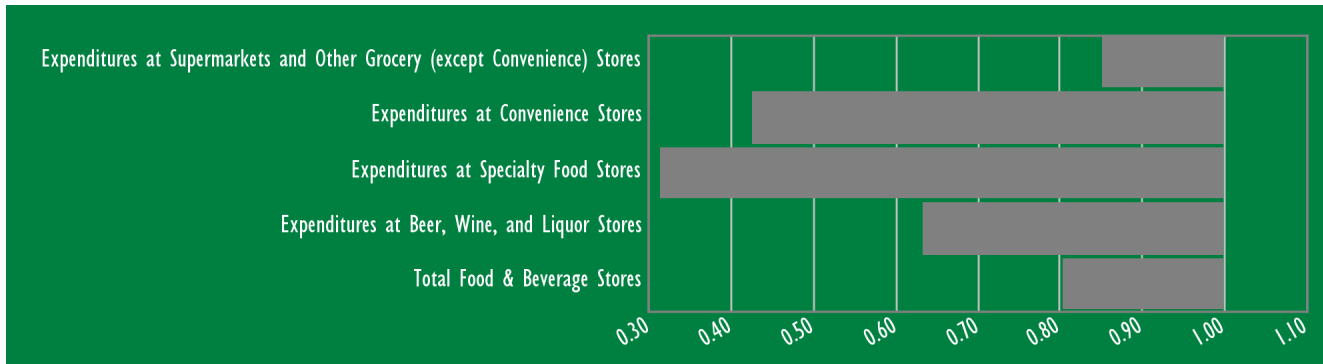 Expenditures at Supermarkets and Other Grocery (except Convenience) Stores
Expenditures at Convenience Stores
Expenditures at Specialty Food Stores
Expenditures at Beer, Wine, and Liquor Stores
Total Food & Beverage Stores
0.30 0.40 0.50 0.60 0.70 0.80 0.90 1.00 1.10